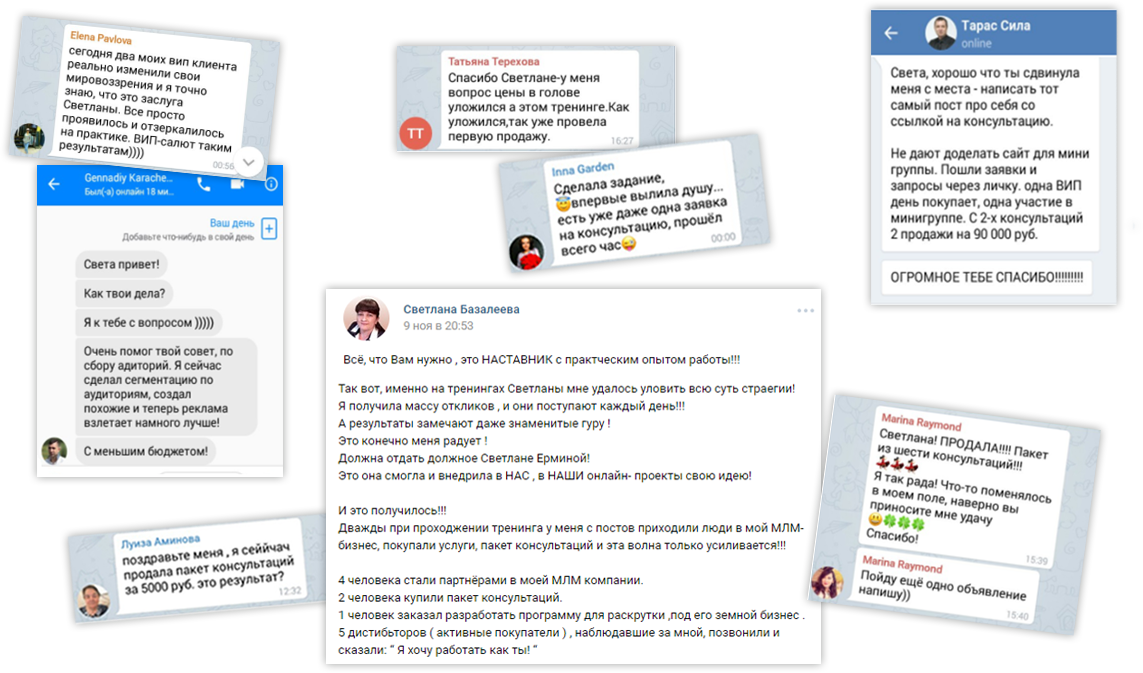 Elena Pavlova
сегодня два моих вип клиента
реально изменили свои
мировоззрения и я точно
знаю, что это заслуга
Светланы. Все просто
проявилось и отзеркалилось
на практике. ВИП-салют таким
результатам))))
00:56
Gennadiy Karache...
Был(-а) онлайн 18 ми...
Ваш день
Добавьте что-нибудь в свой день
Света привет!
Как твои дела?
Я к тебе с вопросом )))))
Очень помог твой совет, по
сбору адиторий. Я сейчас
сделал сегментацию по
аудиториям, создал
похожие и теперь реклама
взлетает намного лучше!
С меньшим бюджетом!
Луиза Аминова
поздравьте меня , я сеййчач
продала пакет консультаций
за 5000 руб. это результат?
12:32
Татьяна Терехова
Спасибо Светлане-у меня
вопрос цены в голове
уложился а этом тренинге.Как
уложился,так уже провела
первую продажу.
16:27
ТТ
Inna Garden
Сделала задание,
😇впервые вылила душу...
есть уже даже одна заявка
на консультацию, прошёл
всего час😜
00:00
Светлана Базалеева
9 ноя в 20:53
Всё, что Вам нужно , это НАСТАВНИК с практческим опытом работы!!!
Так вот, именно на тренингах Светланы мне удалось уловить всю суть страегии!
Я получила массу откликов , и они поступают каждый день!!!
А результаты замечают даже знаменитые гуру !
Это конечно меня радует !
Должна отдать должное Светлане Ерминой!
Это она смогла и внедрила в НАС , в НАШИ онлайн- проекты свою идею!
И это получилось!!!
Дважды при прохождении тренинга у меня с постов приходили люди в мой МЛМ-
бизнес, покупали услуги, пакет консультаций и эта волна только усиливается!!!
4 человека стали партнёрами в моей МЛМ компании.
2 человека купили пакет консультаций.
1 человек заказал разработать программу для раскрутки ,под его земной бизнес .
5 дистибьторов ( активные покупатели ) , наблюдавшие за мной, позвонили и
сказали: “ Я хочу работать как ты! “
Тарас Сила
online
Света, хорошо что ты сдвинула
меня с места - написать тот
самый пост про себя со
ссылкой на консультацию.
Не дают доделать сайт для мини
группы. Пошли заявки и
запросы через личку. одна ВИП
день покупает, одна участие в
минигруппе. С 2-х консультаций
2 продажи на 90 000 руб.
ОГРОМНОЕ ТЕБЕ СПАСИБО!!!!!!!!!
Marina Raymond
Светлана! ПРОДАЛА!!!! Пакет
из шести консультаций!!!
💃💃💃
Я так рада! Что-то поменялось
в моем поле, наверно вы
приносите мне удачу
😃🍀🍀🍀
Спасибо!
15:39
Marina Raymond
Пойду ещё одно объявление
напишу))
15:40